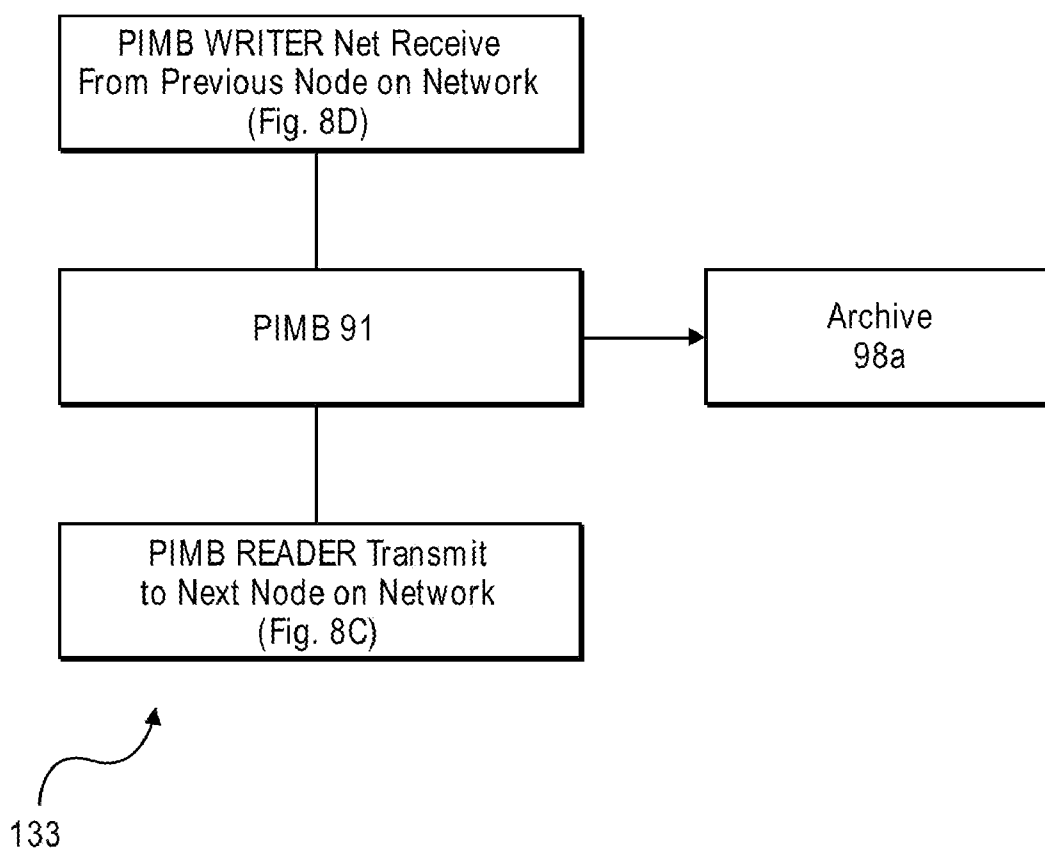 PIMB WRITER Net Receive
From Previous Node on Network
(Fig. 8D)
PIMB 91
Archive
98a
PIMB READER Transmit
to Next Node on Network
(Fig. 8C)
133